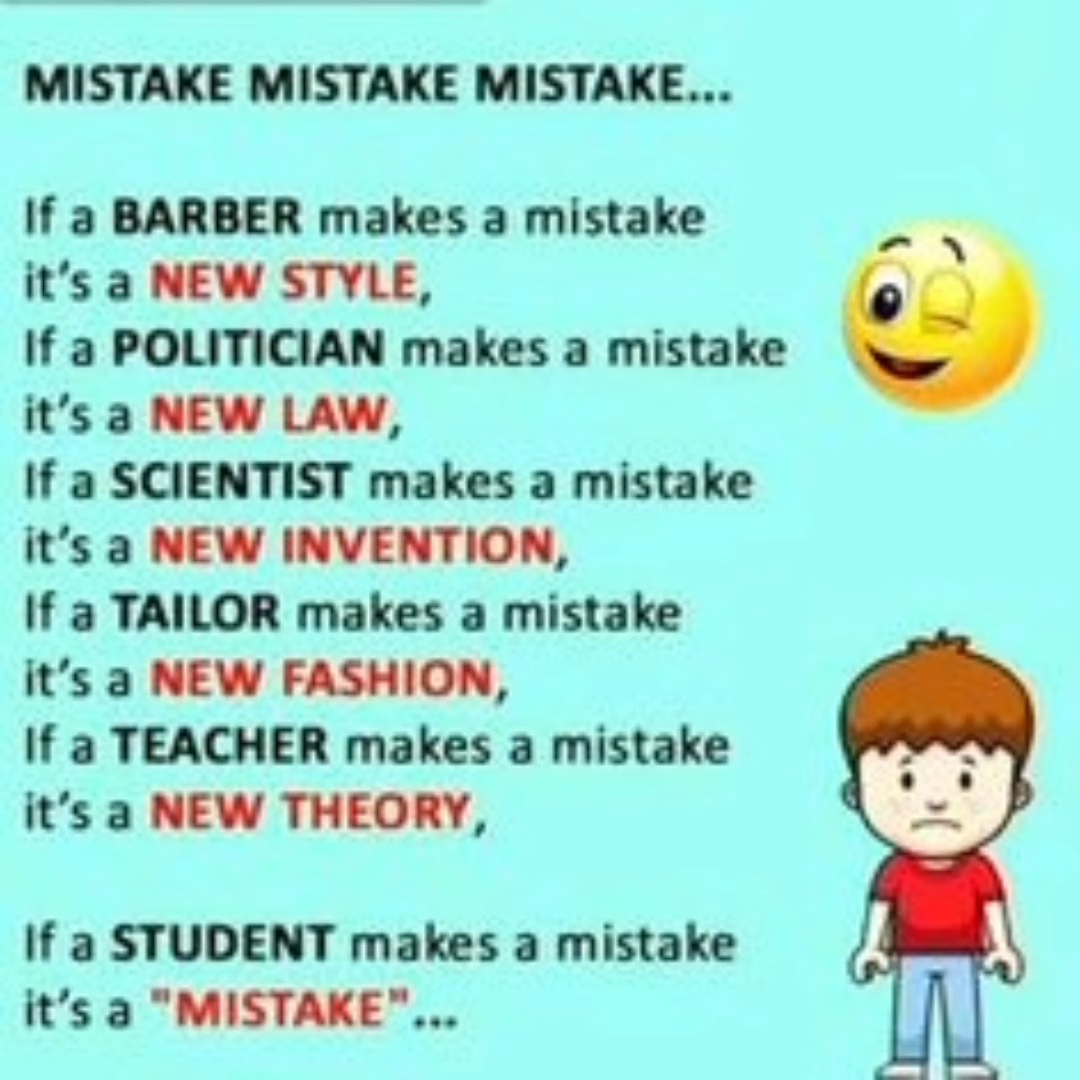 MISTAKE MISTAKE MISTAKE...
If a BARBER makes a mistake
it's a NEW STYLE,
If a POLITICIAN makes a mistake
it's a NEW LAW,
If a SCIENTIST makes a mistake
it's a NEW INVENTION,
If a TAILOR makes a mistake
it's a NEW FASHION,
If a TEACHER makes a mistake
it's a NEW THEORY,
If a STUDENT makes a mistake
it's a "MISTAKE"...